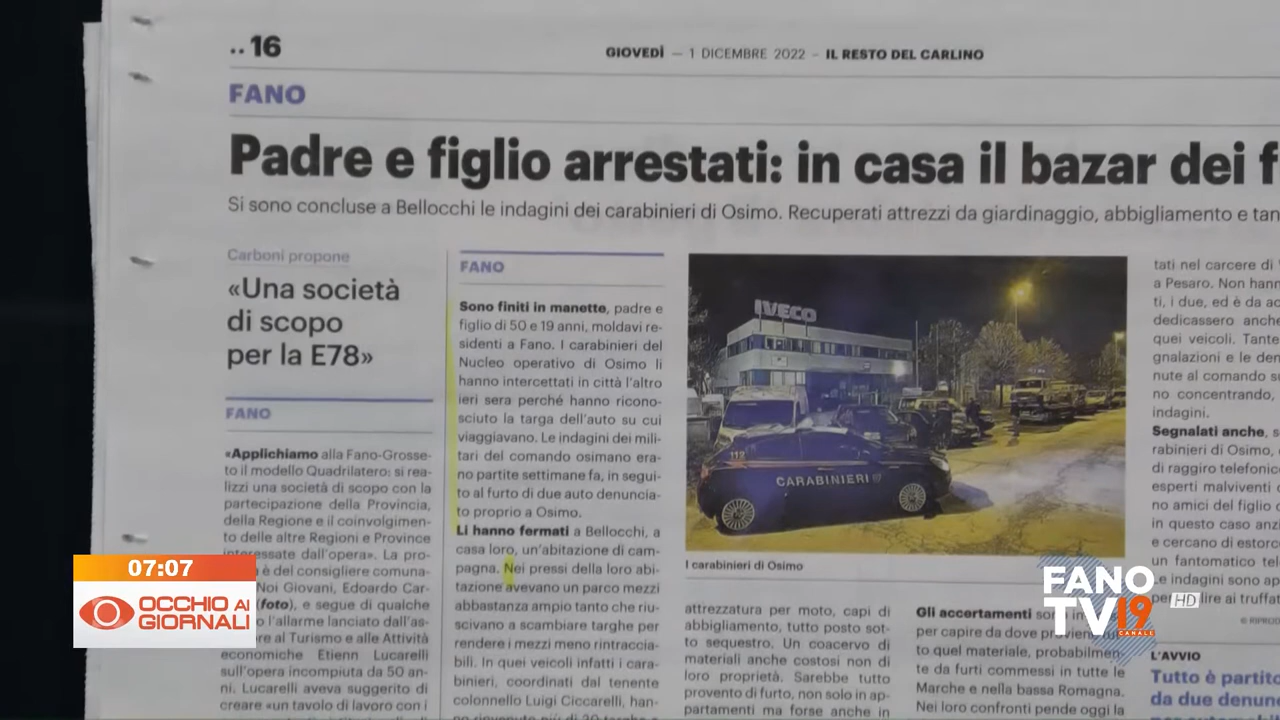 ..16
GIOVEDÌ — 1 DICEMBRE 2022 – IL RESTO DEL CARLINO
FANO
Padre e figlio arrestati: in casa il bazar dei f
Si sono concluse a Bellocchi le indagini dei carabinieri di Osimo. Recuperati attrezzi da giardinaggio, abbigliamento e tan
Carboni propone
«Una società
di scopo
per la E78»
FANO
«Applichiamo alla Fano-Grosse-
to il modello Quadrilatero: si rea-
lizzi una società di scopo con la
partecipazione della Provincia,
della Regione e il coinvolgimen-
to delle altre Regioni e Province
interessate dall'opera». La pro-
è del consigliere comuna-
Noi Giovani, Edoardo Car-
(foto), e segue di qualche
o l'allarme lanciato dall'as-
re al Turismo e alle Attività
economiche Etienn Lucarelli
sull'opera incompiuta da 50 an-
ni. Lucarelli aveva suggerito di
creare «un tavolo di lavoro con i
FANO
Sono finiti in manette, padre e
figlio di 50 e 19 anni, moldavi re-
sidenti a Fano. I carabinieri del
Nucleo operativo di Osimo li
hanno intercettati in città l'altro
ieri sera perché hanno ricono-
sciuto la targa dell'auto su cui
viaggiavano. Le indagini dei mili-
tari del comando osimano era-
no partite settimane fa, in segui-
to al furto di due auto denuncia-
to proprio a Osimo.
Li hanno fermati a Bellocchi, a
casa loro, un'abitazione di cam-
pagna. Nei pressi della loro abi-
tazione avevano un parco mezzi
abbastanza ampio tanto che riu-
scivano a scambiare targhe per
rendere i mezzi meno rintraccia-
bili. In quei veicoli infatti i cara-
binieri, coordinati dal tenente
colonnello Luigi Ciccarelli, han-
no rinvenute più di 20 targhe
IVECO
112
CARABINIERI
I carabinieri di Osimo
attrezzatura per moto, capi di
abbigliamento, tutto posto sot-
to sequestro. Un coacervo di
materiali anche costosi non di
loro proprietà. Sarebbe tutto
provento di furto, non solo in ap-
partamenti ma forse anche in
Gli accertamenti sono in
per capire da dove
to quel materiale, probabilmen-
te da furti commessi in tutte le
Marche e nella bassa Romagna.
Nei loro confronti pende oggi la
tati nel carcere di
a Pesaro. Non hann
ti, i due, ed è da ac
dedicassero anche
quei veicoli. Tante
gnalazioni e le den
nute al comando su
no concentrando,
indagini.
Segnalati anche, s
rabinieri di Osimo,
di raggiro telefonic
esperti malviventi
no amici del figlio
in questo caso anz
e cercano di estorc
un fantomatico tel
Le indagini sono ap
lire ai truffat
© RIPROD
L'AVVIO
Tutto è partito
da due denun
07:07
OCCHIO AI
GIORNALI
FANO
TV19
CANALE
HD